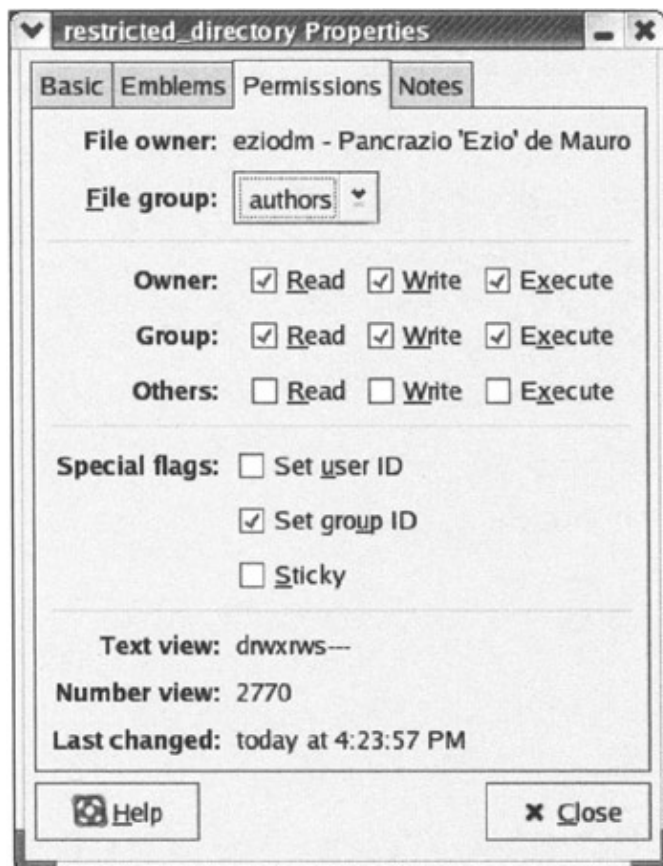 restricted_directory Properties
Basic Emblems Permissions Notes
File owner: eziodm - Pancrazio 'Ezio' de Mauro
File group: authors
Owner: Read Write Execute
Group: Read Write Execute
Others: Read Write Execute
Special flags: Set user ID
Set group ID
Sticky
Text view: drwxrws---
Number view: 2770
Last changed: today at 4:23:57 PM
Help Close